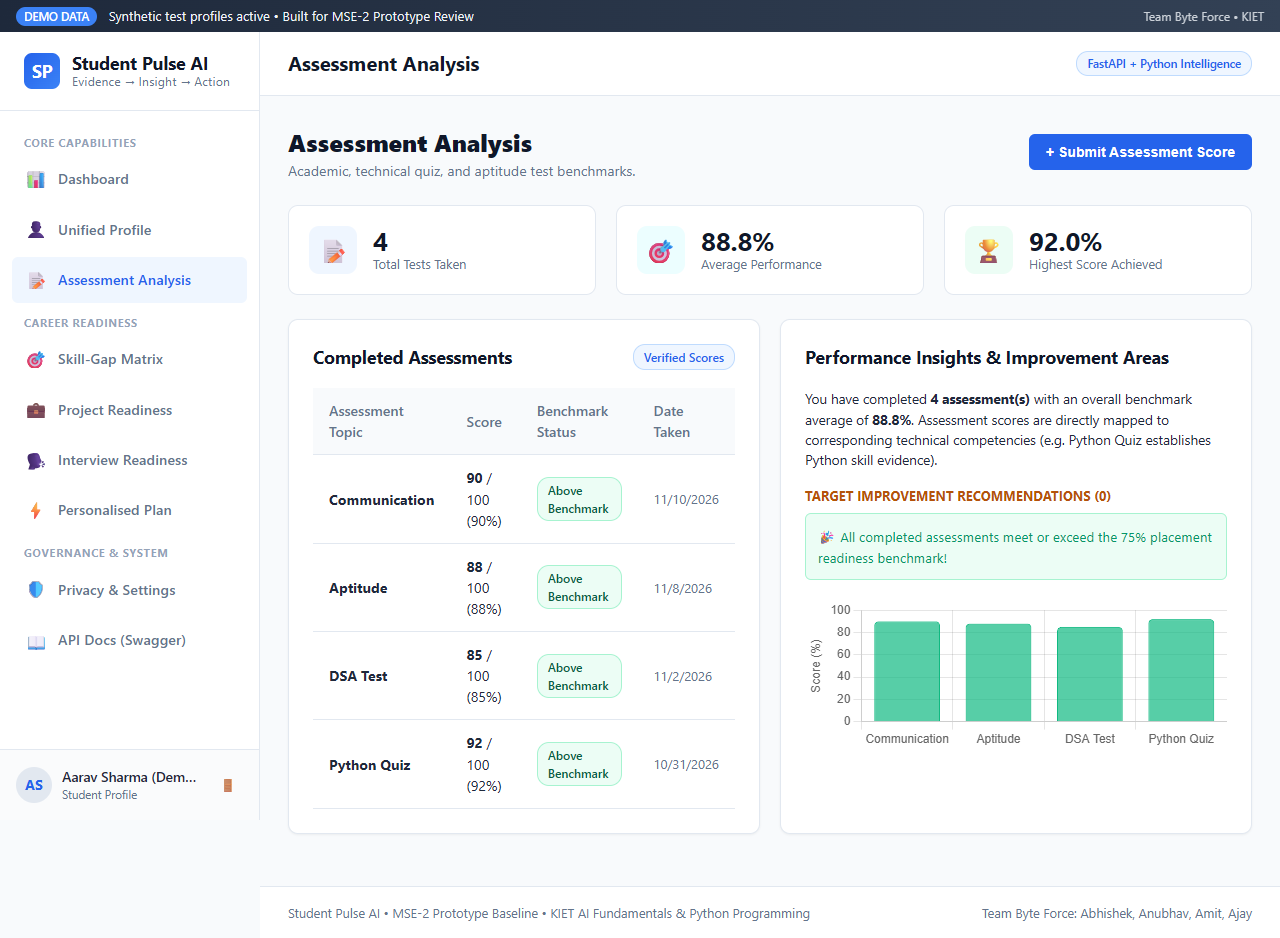 DEMO DATA Synthetic test profiles active • Built for MSE-2 Prototype Review
Team Byte Force • KIET
SP
Student Pulse AI
Evidence → Insight → Action
Assessment Analysis
FastAPI + Python Intelligence
CORE CAPABILITIES
Dashboard
Unified Profile
Assessment Analysis
CAREER READINESS
Skill-Gap Matrix
Project Readiness
Interview Readiness
Personalised Plan
GOVERNANCE & SYSTEM
Privacy & Settings
API Docs (Swagger)
AS
Aarav Sharma (Dem...
Student Profile
Assessment Analysis
Academic, technical quiz, and aptitude test benchmarks.
+ Submit Assessment Score
4
Total Tests Taken
88.8%
Average Performance
92.0%
Highest Score Achieved
Completed Assessments
Verified Scores
Assessment Topic
Score
Benchmark Status
Date Taken
Communication
90 /
100
(90%)
Above
Benchmark
11/10/2026
Aptitude
88 /
100
(88%)
Above
Benchmark
11/8/2026
DSA Test
85 /
100
(85%)
Above
Benchmark
11/2/2026
Python Quiz
92 /
100
(92%)
Above
Benchmark
10/31/2026
Performance Insights & Improvement Areas
You have completed 4 assessment(s) with an overall benchmark
average of 88.8%. Assessment scores are directly mapped to
corresponding technical competencies (e.g. Python Quiz establishes
Python skill evidence).
TARGET IMPROVEMENT RECOMMENDATIONS (0)
All completed assessments meet or exceed the 75% placement
readiness benchmark!
Score (%)
100
80
60
40
20
0
Communication
Aptitude
DSA Test
Python Quiz
Student Pulse AI • MSE-2 Prototype Baseline • KIET AI Fundamentals & Python Programming
Team Byte Force: Abhishek, Anubhav, Amit, Ajay